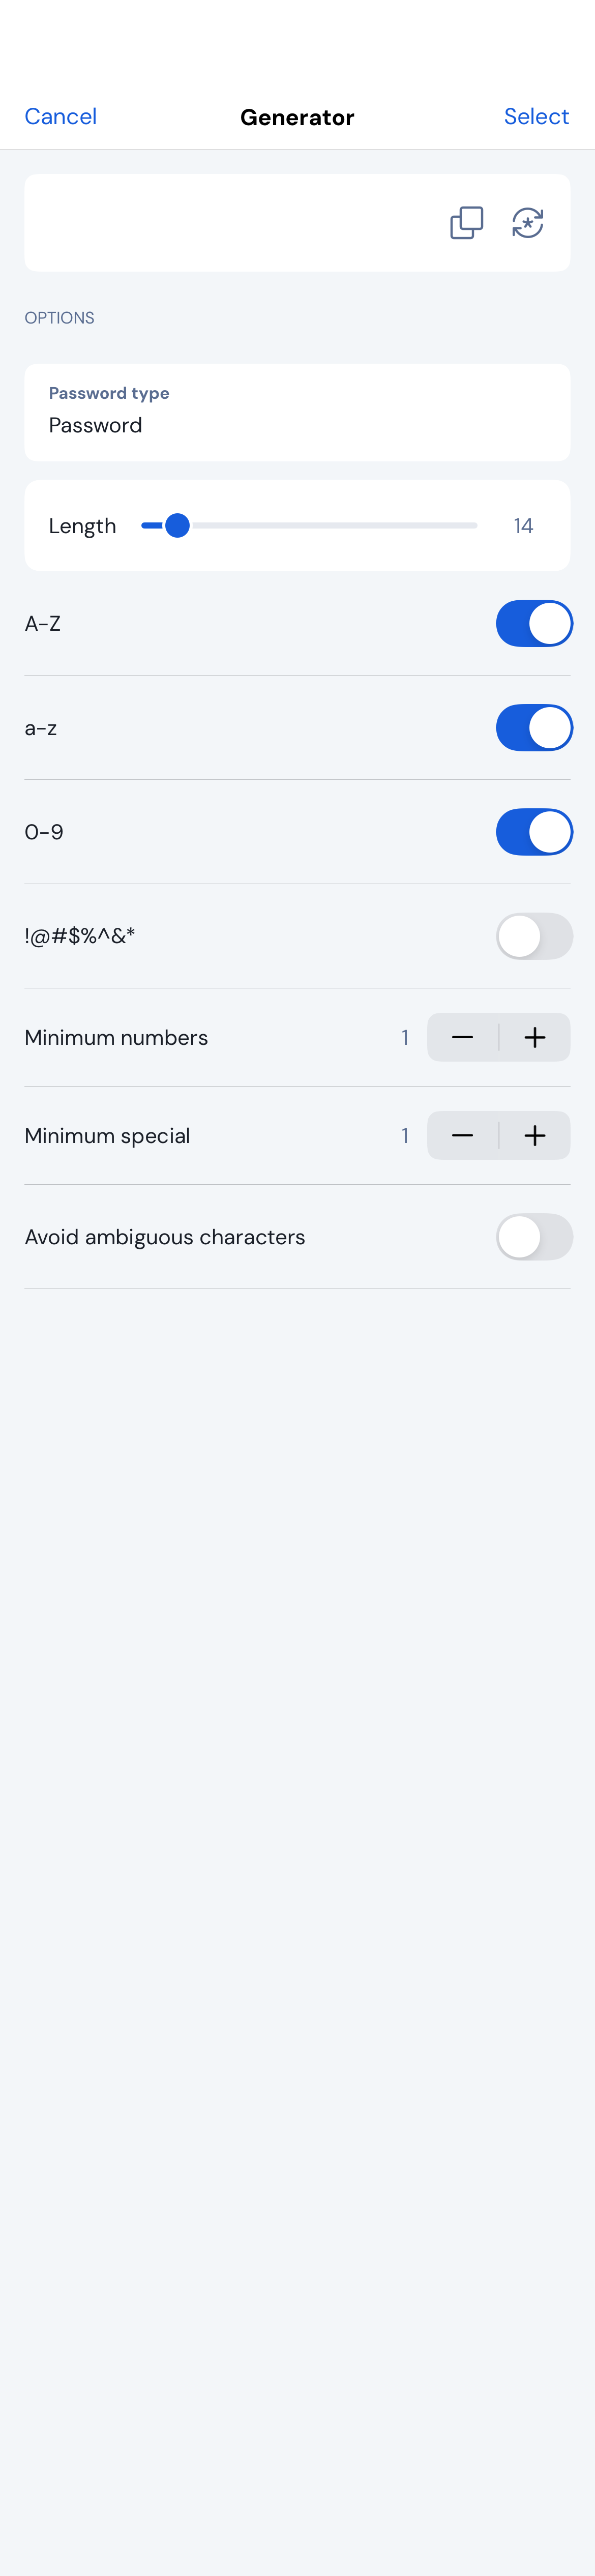 Cancel Generator Select
OPTIONS
Password type
Password
Length 14
A-Z
a-z
0-9
!@#$%^&*
Minimum numbers 1
Minimum special 1
Avoid ambiguous characters